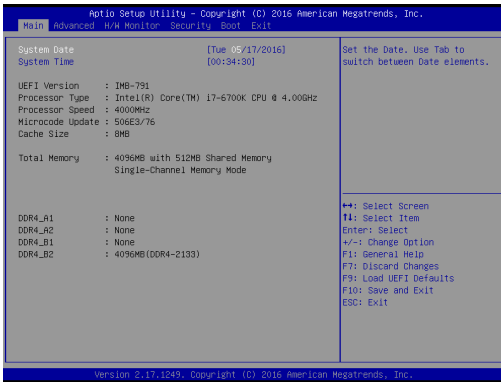 Aptio Setup Utility - Copyright (C) 2016 American Megatrends, Inc.
Main Advanced H/W Monitor Security Boot Exit
System Date [Tue 05/17/2016]
System Time [00:34:30]
UEFI Version : IMB-791
Processor Type : Intel(R) Core(TM) i7-6700K CPU @ 4.00GHz
Processor Speed : 4000MHz
Microcode Update : 506E3/76
Cache Size : 8MB
Total Memory : 4096MB with 512MB Shared Memory
Single-Channel Memory Mode
DDR4_A1 : None
DDR4_A2 : None
DDR4_B1 : None
DDR4_B2 : 4096MB(DDR4-2133)
Set the Date. Use Tab to
switch between Date elements.
↔: Select Screen
↑↓: Select Item
Enter: Select
+/-: Change Option
F1: General Help
F7: Discard Changes
F9: Load UEFI Defaults
F10: Save and Exit
ESC: Exit
Version 2.17.1249. Copyright (C) 2016 American Megatrends, Inc.